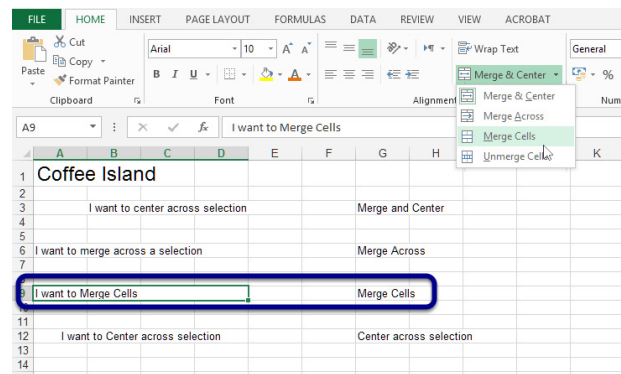 FILE HOME INSERT PAGE LAYOUT FORMULAS DATA REVIEW VIEW ACROBAT
Cut
Copy
Paste
Format Painter
Arial 10 A A Wrap Text General
B I U A Merge & Center %
Clipboard Font Alignment Num
Merge & Center
Merge Across
Merge Cells
Unmerge Cells
A9 fx I want to Merge Cells
A B C D E F G H K
1 Coffee Island
2
3 I want to center across selection Merge and Center
4
5
6 I want to merge across a selection Merge Across
7
9 I want to Merge Cells Merge Cells
10
11
12 I want to Center across selection Center across selection
13
14